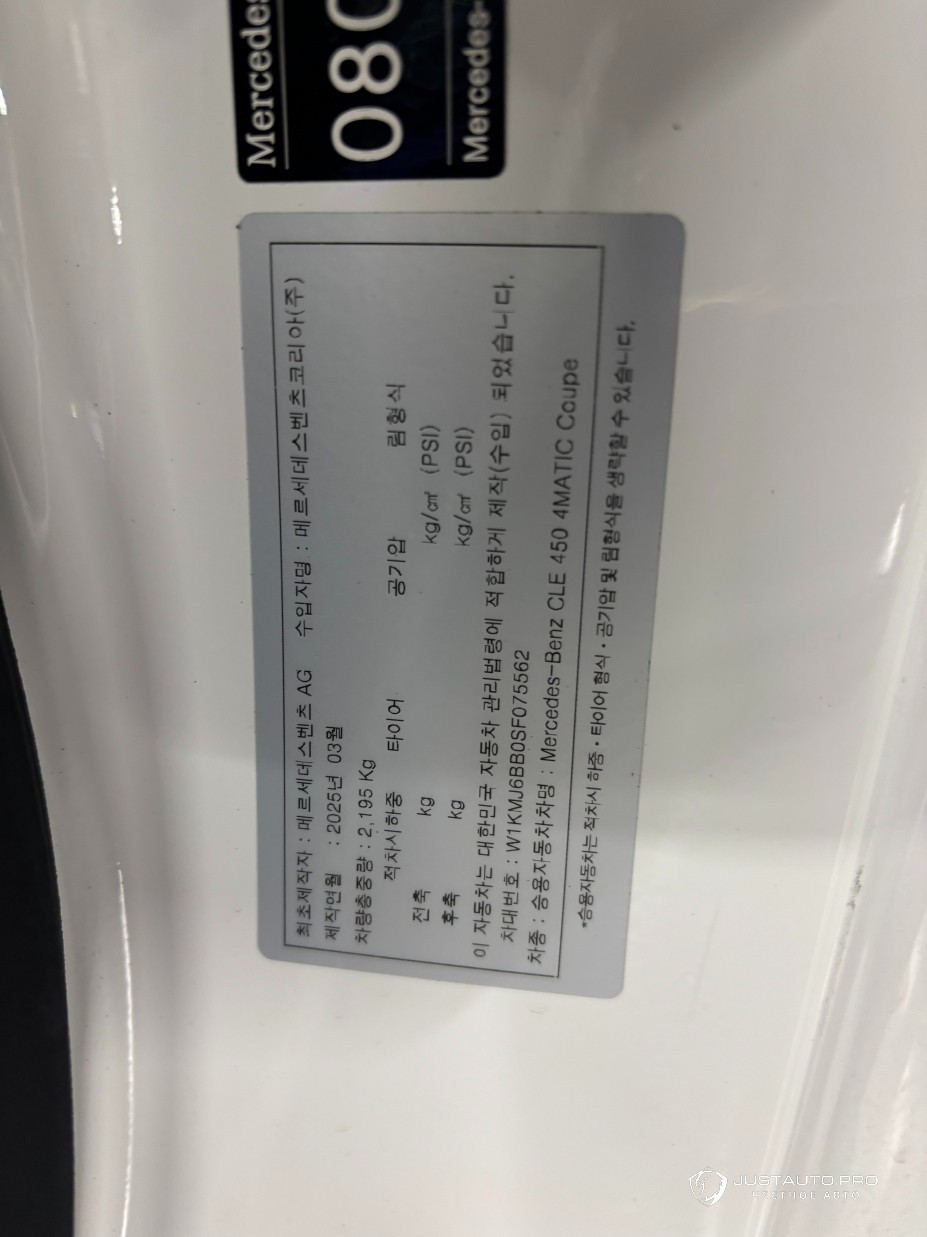 Mercedes
080
Mercedes-
최초제작자 : 메르세데스벤츠 AG 수입자명 : 메르세데스벤츠코리아(주)
제작연월 : 2025년 03월
차량총중량 : 2,195 Kg
적차시하중 타이어 공기압 림형식
전축 kg kg/㎠ (PSI)
후축 kg kg/㎠ (PSI)
이 자동차는 대한민국 자동차 관리법령에 적합하게 제작(수입) 되었습니다.
차대번호 : W1KMJ6BB0SF075562
차종 : 승용자동차차명 : Mercedes-Benz CLE 450 4MATIC Coupe
*승용자동차는 적차시 하중 · 타이어 형식 · 공기압 및 림형식을 생략할 수 있습니다.
JUSTAUTO.PRO